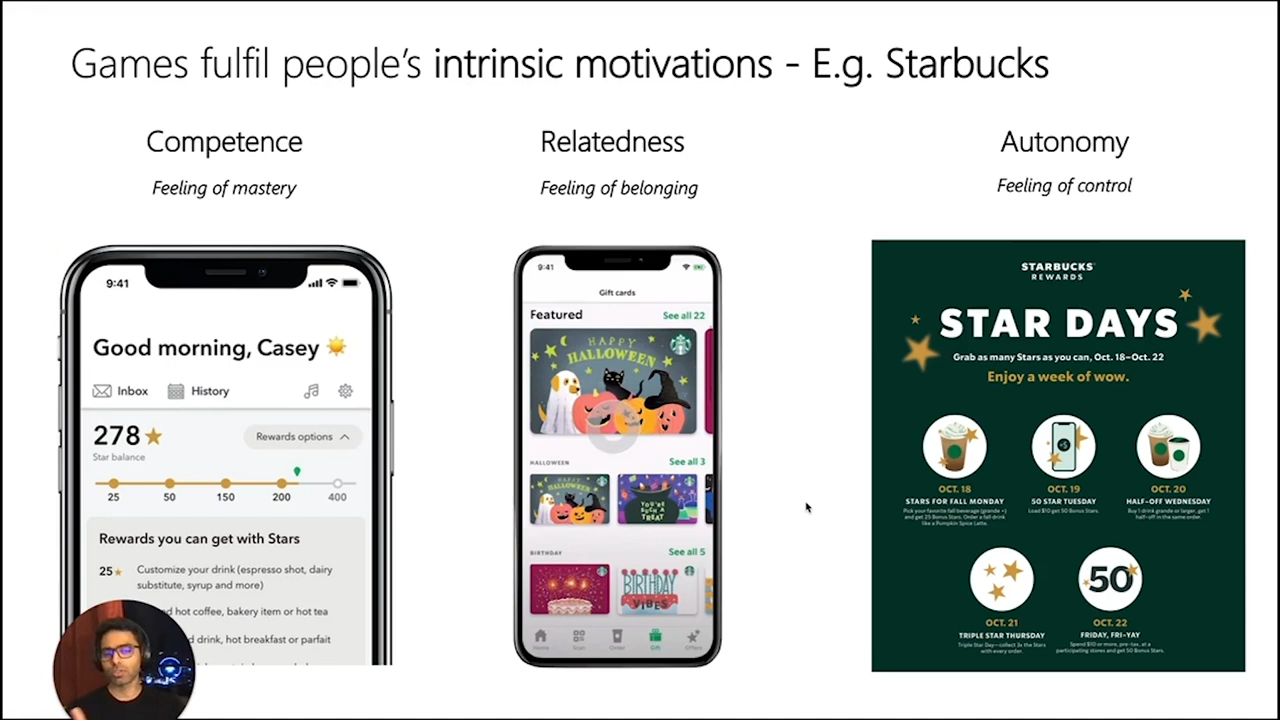 Games fulfil people's intrinsic motivations - E.g. Starbucks
Competence
Feeling of mastery
9:41
Good morning, Casey
Inbox
History
278
Rewards options
Star balance
25 50 150 200 400
Rewards you can get with Stars
25
Customize your drink (espresso shot, dairy
substitute, syrup and more)
hot coffee, bakery item or hot tea
drink, hot breakfast or parfait
Relatedness
Feeling of belonging
9:41
Gift cards
Featured
See all 22
HAPPY
HALLOWEEN
HALLOWEEN
See all 3
HAPPY
HALLOWEEN
YOU'RE
SUCH A
TREAT
BIRTHDAY
See all 5
BIRTHDAY
VIBES
Home Scan Order Gift Offers
Autonomy
Feeling of control
STARBUCKS
REWARDS
STAR DAYS
Grab as many Stars as you can, Oct. 18–Oct. 22
Enjoy a week of wow.
OCT. 18
STARS FOR FALL MONDAY
Pick your favorite fall beverage (grande +)
and get 25 Bonus Stars. Order a fall drink
like a Pumpkin Spice Latte.
OCT. 19
50 STAR TUESDAY
Load $10 get 50 Bonus Stars.
OCT. 20
HALF-OFF WEDNESDAY
Buy 1 drink grande or larger, get 1
half-off in the same order.
OCT. 21
TRIPLE STAR THURSDAY
Triple Star Day—collect 3x the Stars
with every order.
50
OCT. 22
FRIDAY, FRI-YAY
Spend $10 or more, pre-tax, at a
participating stores and get 50 Bonus Stars.